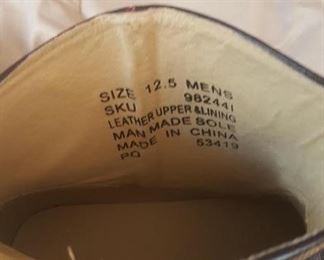 SIZE 12.5 MENS
SKU 982441
LEATHER UPPER &LINING
MAN MADE SOLE
MADE IN CHINA
PO 53419